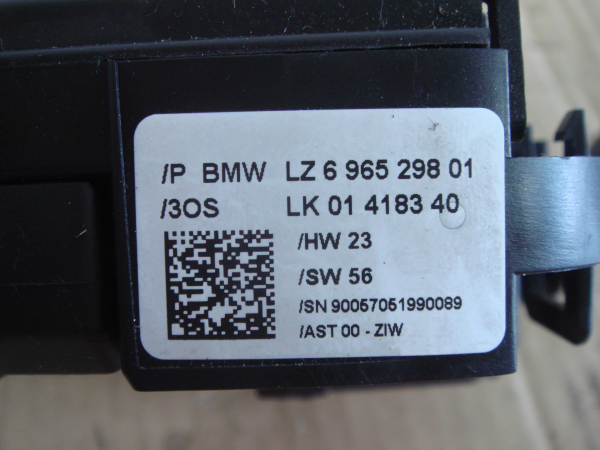 /P BMW LZ 6 965 298 01
/3OS LK 01 4183 40
/HW 23
/SW 56
/SN 90057051990089
/AST 00 - ZIW